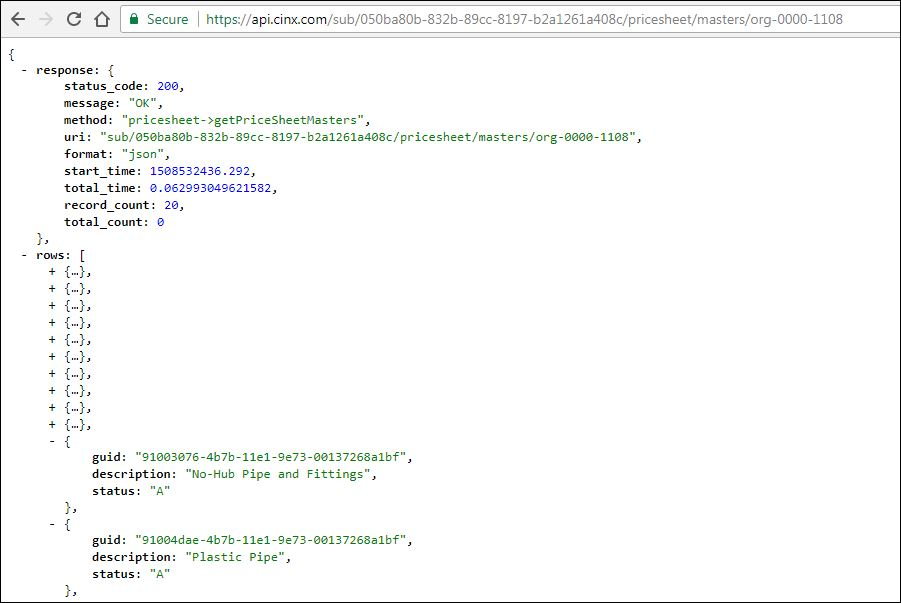 Secure https://api.cinx.com/sub/050ba80b-832b-89cc-8197-b2a1261a408c/pricesheet/masters/org-0000-1108
{
- response: {
status_code: 200,
message: "OK",
method: "pricesheet->getPriceSheetMasters",
uri: "sub/050ba80b-832b-89cc-8197-b2a1261a408c/pricesheet/masters/org-0000-1108",
format: "json",
start_time: 1508532436.292,
total_time: 0.062993049621582,
record_count: 20,
total_count: 0
},
- rows: [
+ {…},
+ {…},
+ {…},
+ {…},
+ {…},
+ {…},
+ {…},
+ {…},
+ {…},
+ {…},
- {
guid: "91003076-4b7b-11e1-9e73-00137268a1bf",
description: "No-Hub Pipe and Fittings",
status: "A"
},
- {
guid: "91004dae-4b7b-11e1-9e73-00137268a1bf",
description: "Plastic Pipe",
status: "A"
},